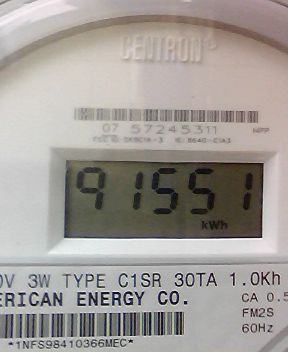 CENTRON®
07 57245311
91551
kWh
0V 3W TYPE C1SR 30TA 1.0Kh
ERICAN ENERGY CO.
CA 0.5
FM2S
60Hz
*1NFS98410366MEC*